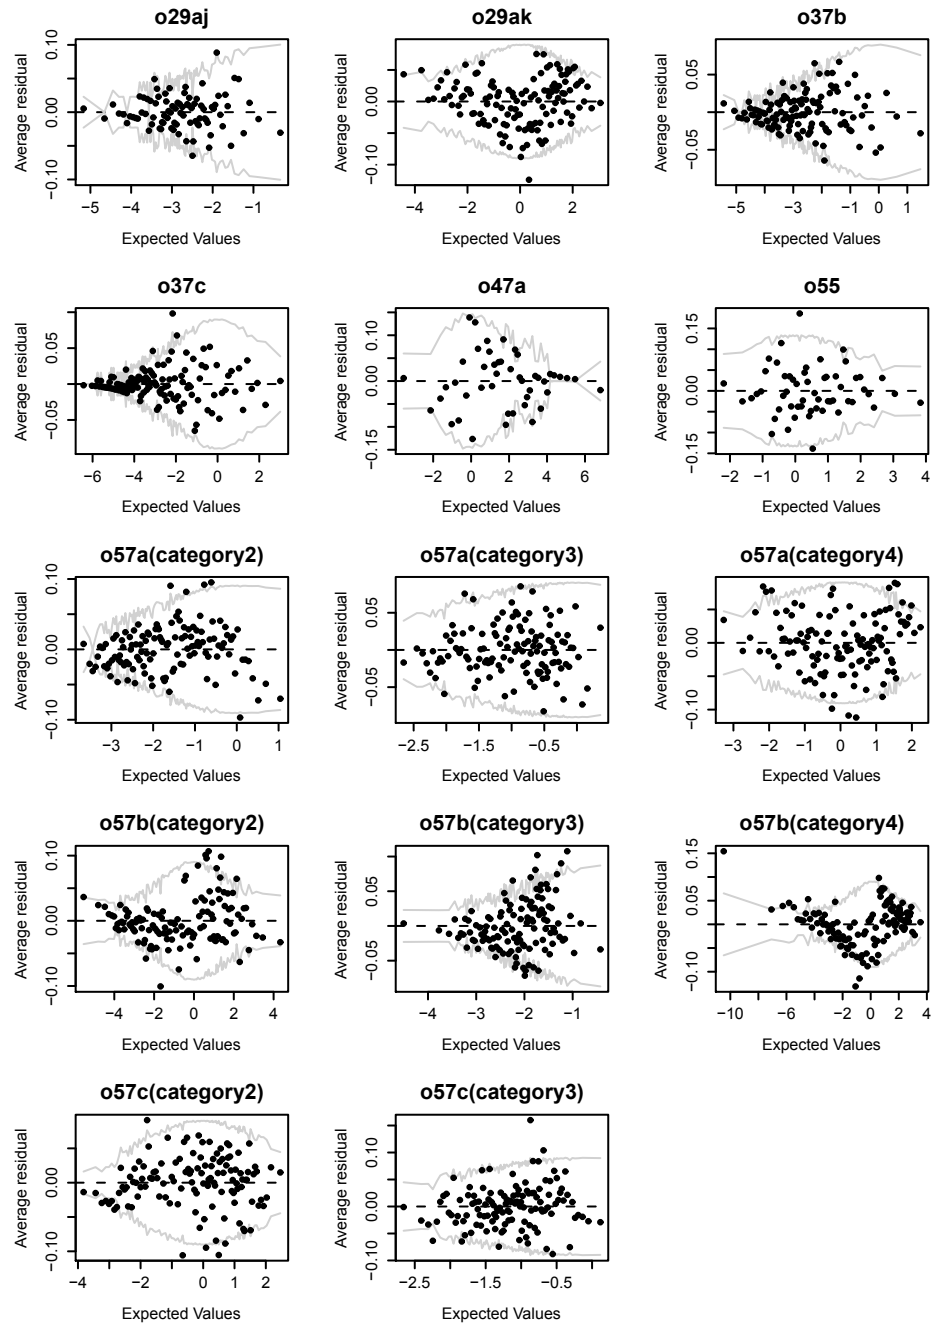 o29aj
Average residual
0.10
0.00
−0.10
−5 −4 −3 −2 −1
Expected Values
o29ak
Average residual
0.00
−0.10
−4 −2 0 2
Expected Values
o37b
Average residual
0.05
−0.05
−5 −3 −1 0 1
Expected Values
o37c
Average residual
0.05
−0.05
−6 −4 −2 0 2
Expected Values
o47a
Average residual
0.10
0.00
−0.15
−2 0 2 4 6
Expected Values
o55
Average residual
0.15
0.00
−0.15
−2 −1 0 1 2 3 4
Expected Values
o57a(category2)
Average residual
0.10
0.00
−0.10
−3 −2 −1 0 1
Expected Values
o57a(category3)
Average residual
0.05
−0.05
−2.5 −1.5 −0.5
Expected Values
o57a(category4)
Average residual
0.00
−0.10
−3 −2 −1 0 1 2
Expected Values
o57b(category2)
Average residual
0.10
0.00
−0.10
−4 −2 0 2 4
Expected Values
o57b(category3)
Average residual
0.05
−0.05
−4 −3 −2 −1
Expected Values
o57b(category4)
Average residual
0.15
0.00
−0.10
−10 −6 −2 0 2 4
Expected Values
o57c(category2)
Average residual
0.00
−0.10
−4 −3 −2 −1 0 1 2
Expected Values
o57c(category3)
Average residual
0.10
0.00
−0.10
−2.5 −1.5 −0.5
Expected Values